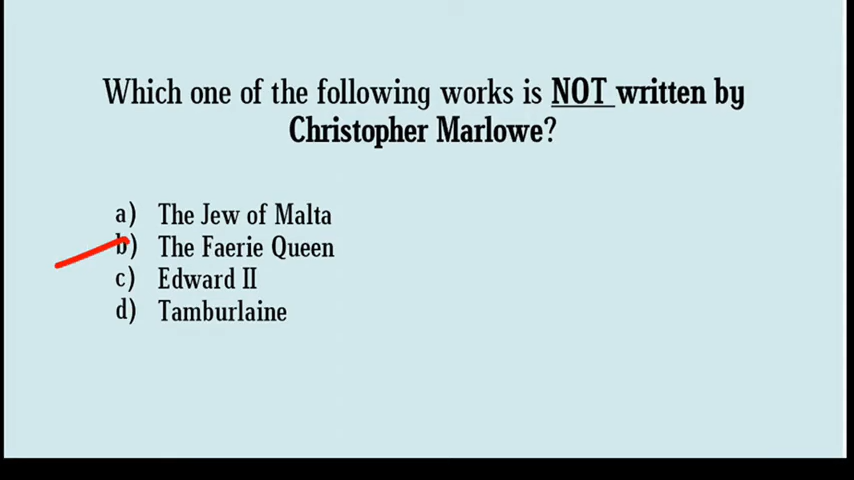 Which one of the following works is NOT written by
Christopher Marlowe?
a) The Jew of Malta
b) The Faerie Queen
c) Edward II
d) Tamburlaine